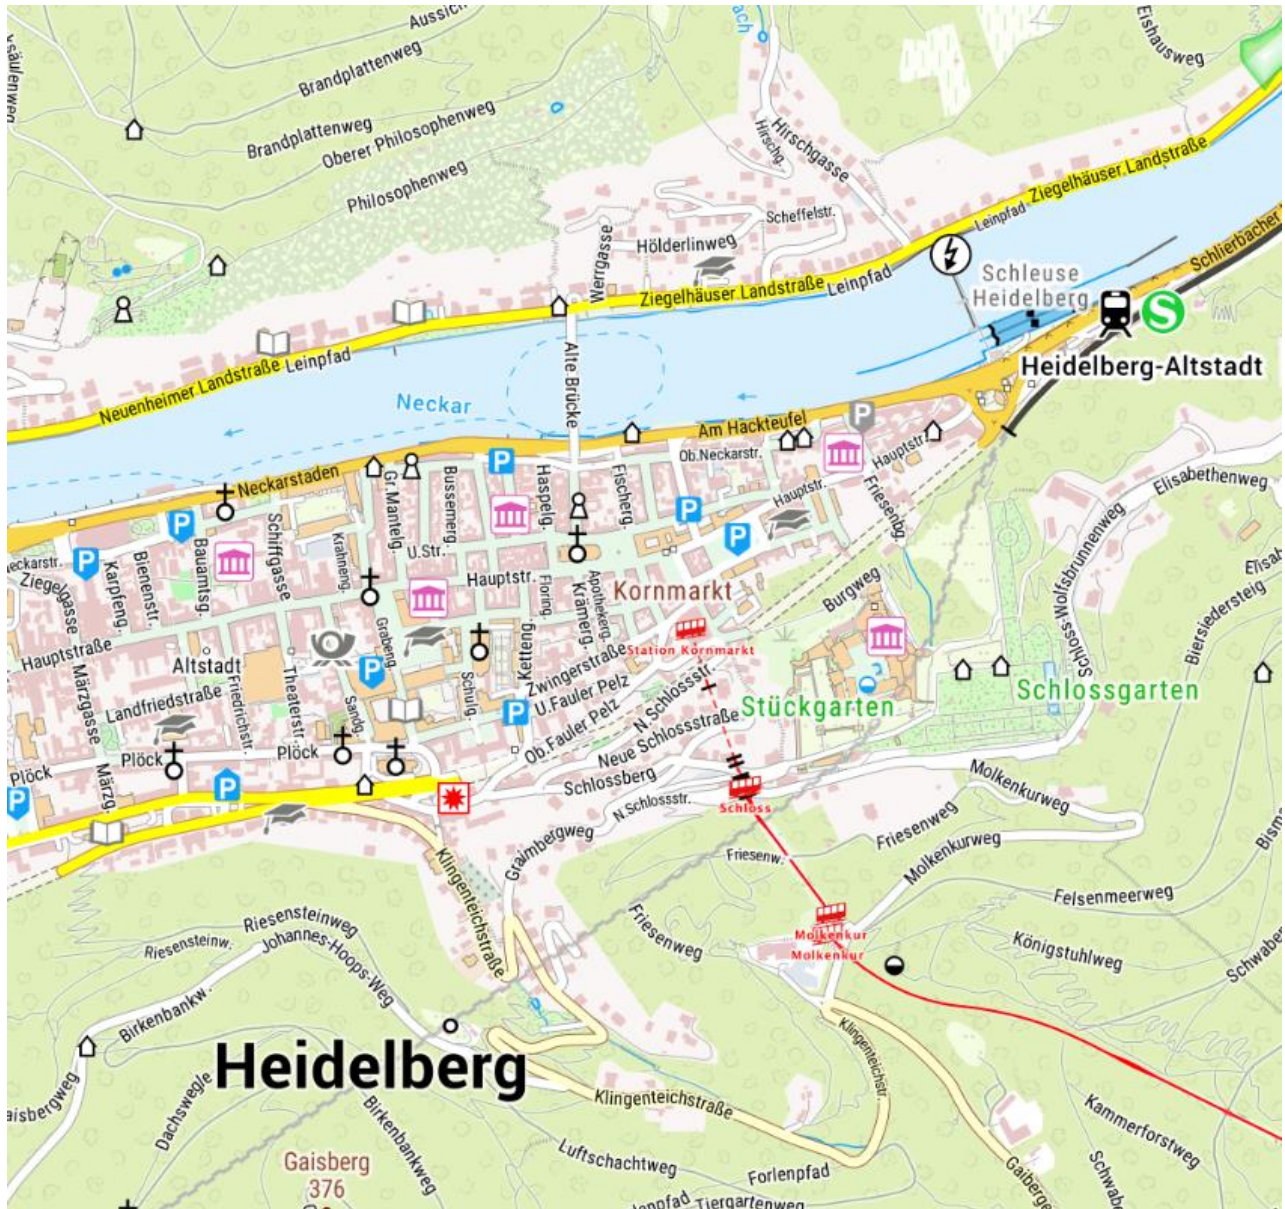 Eishausweg
Brandplattenweg
Brandplattenweg
Oberer Philosophenweg
Philosophenweg
Hirschg.
Hirschgasse
Scheffelstr.
Hölderlinweg
Wergasse
Ziegelhäuser Landstraße
Leinpfad
Ziegelhäuser Landstraße
Leinpfad
Schlierbacher
Schleuse
Heidelberg
S
Heidelberg-Altstadt
Neuenheimer Landstraße
Leinpfad
Neckar
Alte Brücke
Am Hackteufel
Neckarstaden
Ob.Neckarstr.
Hauptstr.
Hauptstr.
Friesenbg.
Elisabethenweg
Schloss-Wolfsbrunnenweg
Biersiedersteig
P
P
P
P
P
P
P
P
P
P
Gr.Mantelg.
Bussemerg.
Haspelg.
Fischerg.
Schiffgasse
Krahneng.
U.Str.
Hauptstr.
Bauamtsg.
Bienenstr.
Karpfeng.
Ziegelgasse
Hauptstraße
Märzgasse
Altstadt
Landfriedstraße
Friedrichstr.
Theaterstr.
Sandg.
Grabeng.
Schulg.
Ketteng.
Floring.
Krämerg.
Apothekerg.
Kornmarkt
Station Kornmarkt
Burgweg
Zwingerstraße
U.Fauler Pelz
Ob.Fauler Pelz
N.Schlossstr.
Neue Schlossstraße
Schlossberg
N.Schlossstr.
Stückgarten
Schlossgarten
Plöck
Plöck
Plöck
Märzg.
Schloss
Graimbergweg
Klingenteichstraße
Molkenkurweg
Friesenweg
Friesenw.
Molkenkurweg
Friesenweg
Felsenmeerweg
Molkenkur
Molkenkur
Königstuhlweg
Riesensteinweg
Riesensteinw.
Johannes-Hoops-Weg
Birkenbankw.
Heidelberg
Dachswegle
Birkenbankweg
Klingenteichstraße
Klingenteichstr
Kammerforstweg
Luftschachtweg
Forlenpfad
Tiergartenweg
Gaisberg
376